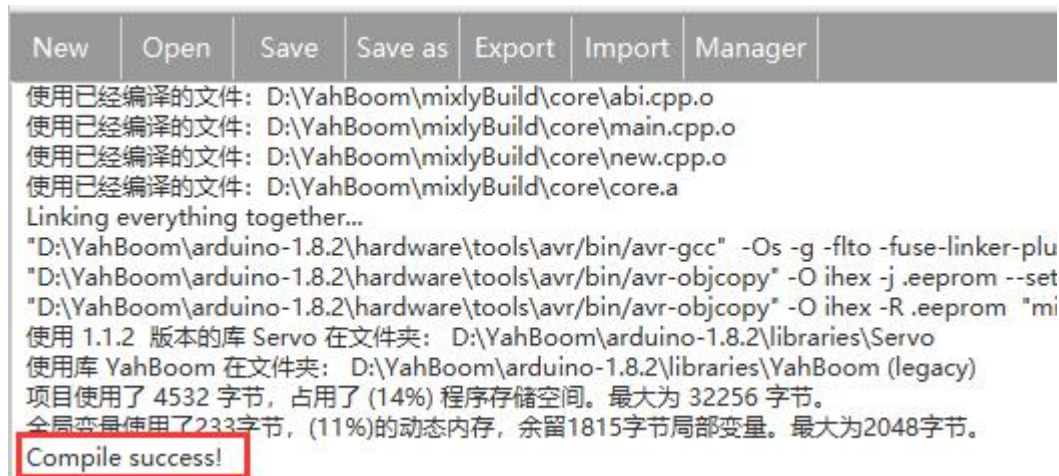 New Open Save Save as Export Import Manager
使用已经编译的文件：D:\YahBoom\mixlyBuild\core\abi.cpp.o
使用已经编译的文件：D:\YahBoom\mixlyBuild\core\main.cpp.o
使用已经编译的文件：D:\YahBoom\mixlyBuild\core\new.cpp.o
使用已经编译的文件：D:\YahBoom\mixlyBuild\core\core.a
Linking everything together...
"D:\YahBoom\arduino-1.8.2\hardware\tools\avr/bin/avr-gcc" -Os -g -flto -fuse-linker-plu
"D:\YahBoom\arduino-1.8.2\hardware\tools\avr/bin/avr-objcopy" -O ihex -j .eeprom --set
"D:\YahBoom\arduino-1.8.2\hardware\tools\avr/bin/avr-objcopy" -O ihex -R .eeprom "m
使用 1.1.2 版本的库 Servo 在文件夹： D:\YahBoom\arduino-1.8.2\libraries\Servo
使用库 YahBoom 在文件夹： D:\YahBoom\arduino-1.8.2\libraries\YahBoom (legacy)
项目使用了 4532 字节，占用了 (14%) 程序存储空间。最大为 32256 字节。
全局变量使用了233字节，(11%)的动态内存，余留1815字节局部变量。最大为2048字节。
Compile success!